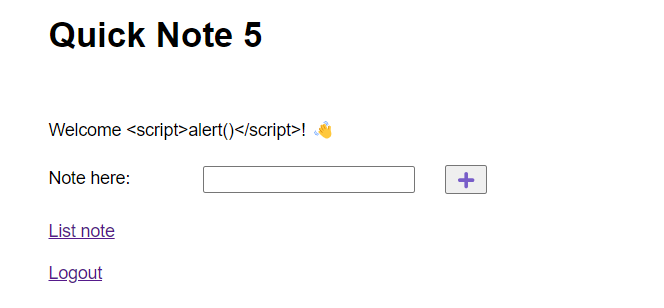 Quick Note 5
Welcome <script>alert()</script>! 👋
Note here:
List note
Logout